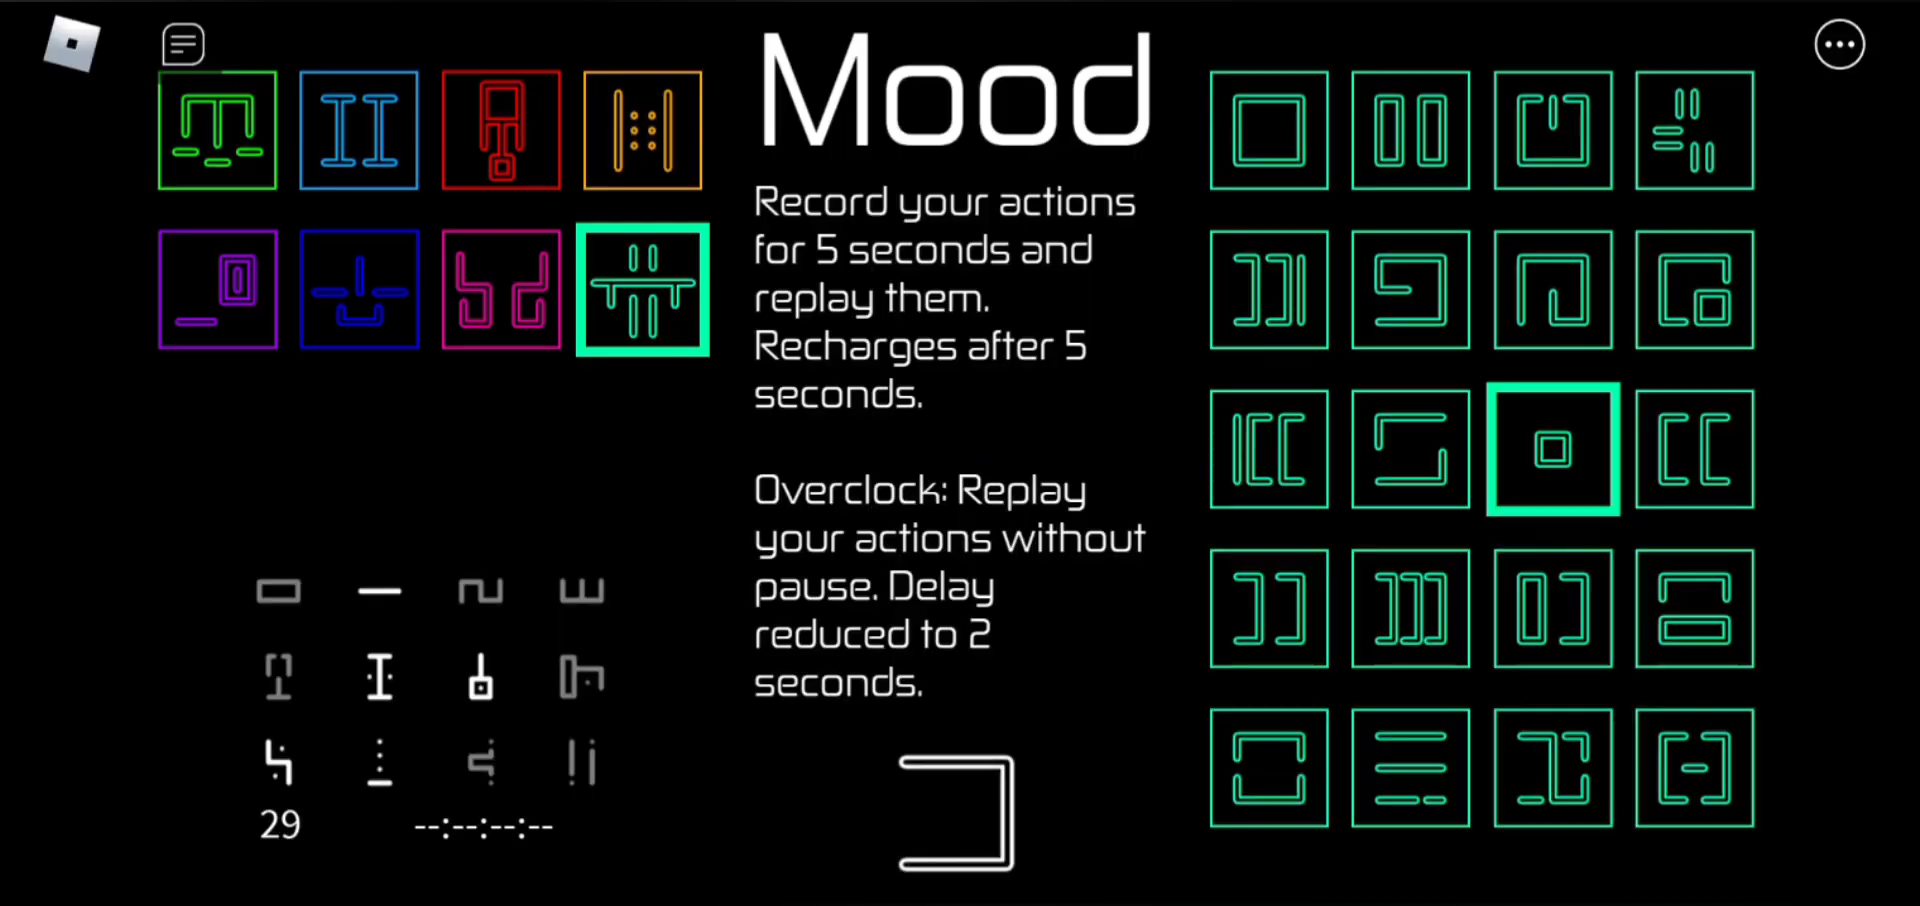 Mood
Record your actions
for 5 seconds and
replay them.
Recharges after 5
seconds.
Overclock: Replay
your actions without
pause. Delay
reduced to 2
seconds.
29
--:--:--:--